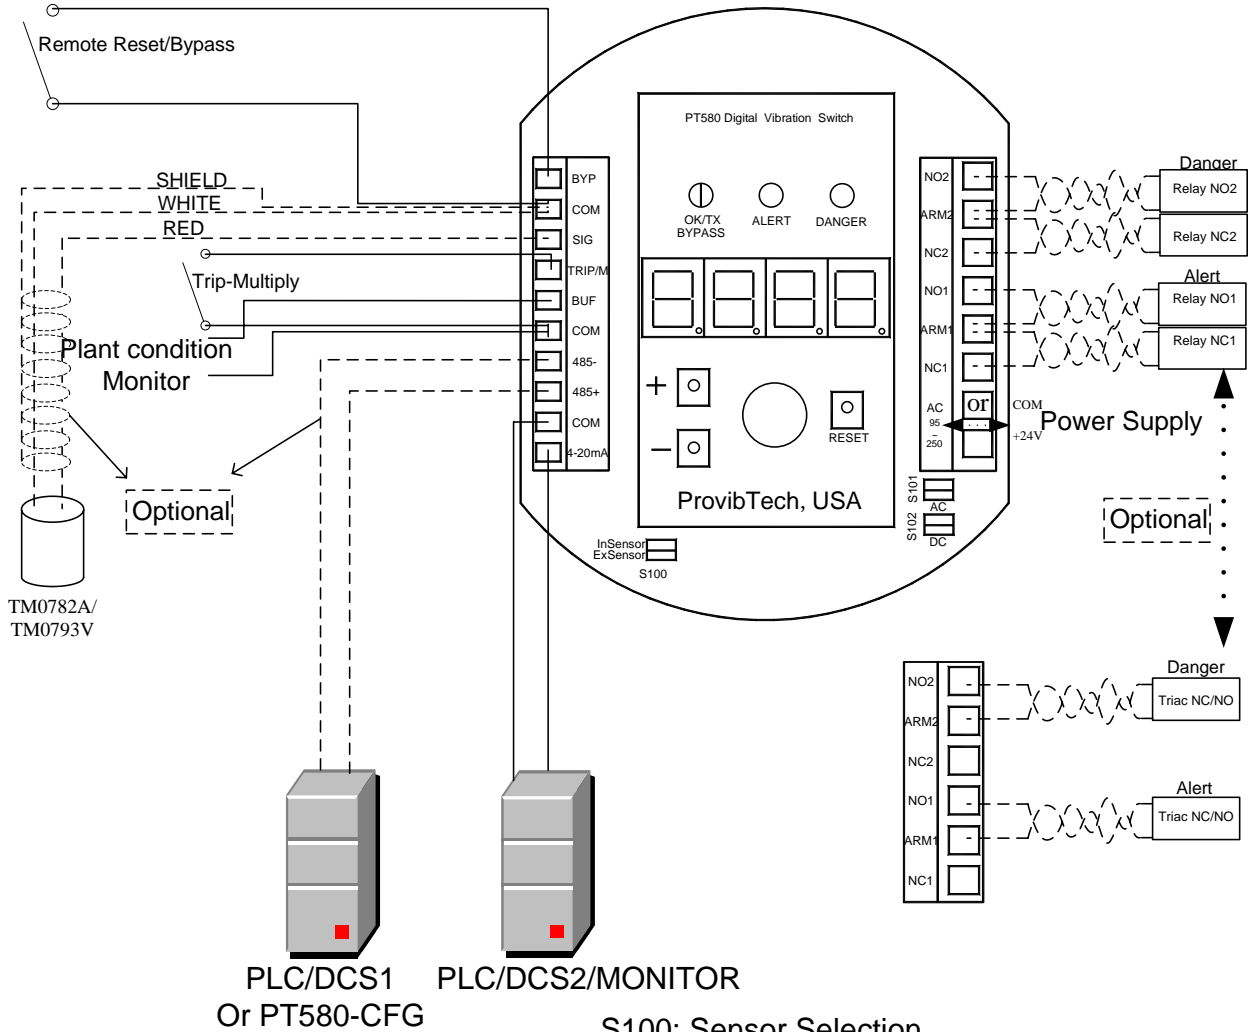 Remote Reset/Bypass
SHIELD
WHITE
RED
Trip-Multiply
Plant condition
Monitor
Optional
TM0782A/
TM0793V
BYP
COM
SIG
TRIP/M
BUF
COM
485-
485+
COM
4-20mA
PT580 Digital Vibration Switch
OK/TX
BYPASS
ALERT
DANGER
+
-
RESET
ProvibTech, USA
InSensor
ExSensor
S100
NO2
ARM2
NC2
NO1
ARM1
NC1
AC
95
~
250
or
COM
+24V
Power Supply
S101
AC
S102
DC
Danger
Relay NO2
Relay NC2
Alert
Relay NO1
Relay NC1
Optional
NO2
ARM2
NC2
NO1
ARM1
NC1
Danger
Triac NC/NO
Alert
Triac NC/NO
PLC/DCS1
Or PT580-CFG
PLC/DCS2/MONITOR
S100: Sensor Selection